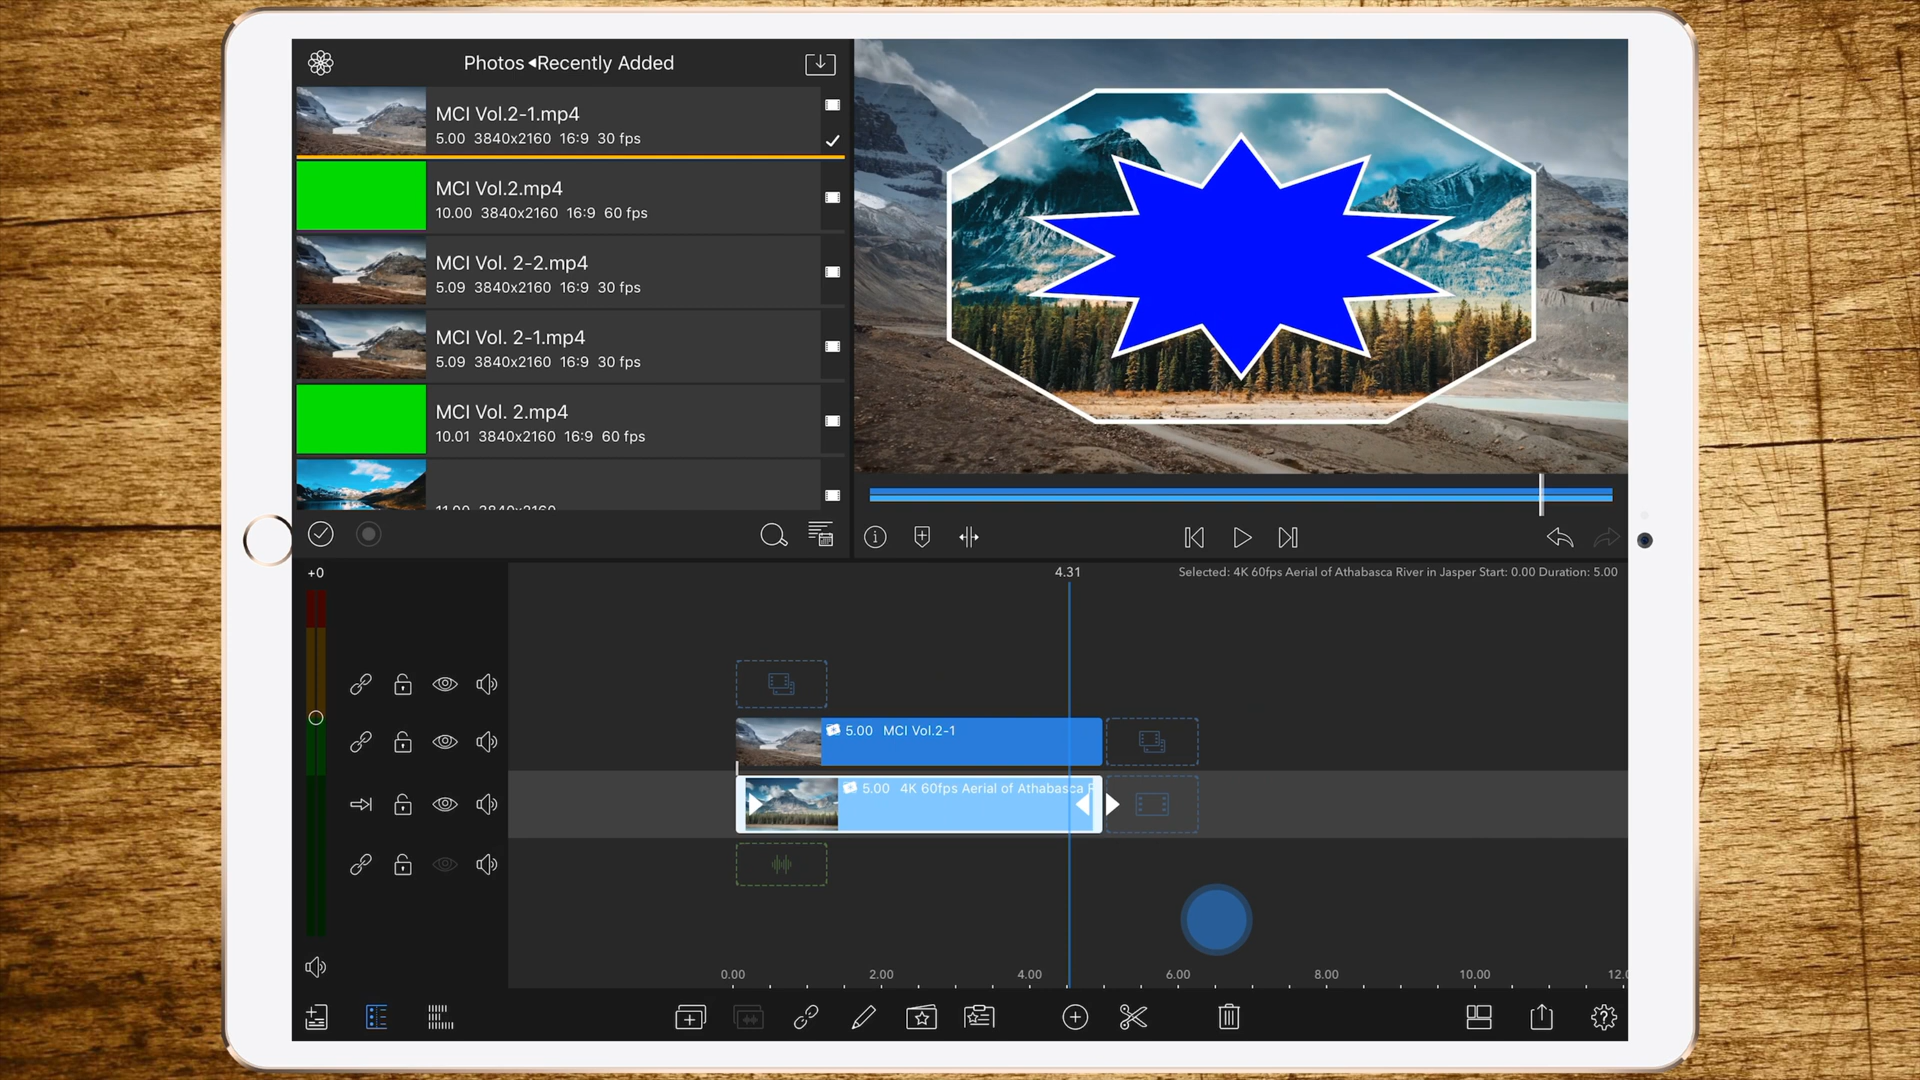 Photos ◂Recently Added
MCI Vol.2-1.mp4
5.00 3840x2160 16:9 30 fps
MCI Vol.2.mp4
10.00 3840x2160 16:9 60 fps
MCI Vol. 2-2.mp4
5.09 3840x2160 16:9 30 fps
MCI Vol. 2-1.mp4
5.09 3840x2160 16:9 30 fps
MCI Vol. 2.mp4
10.01 3840x2160 16:9 60 fps
11.00 3840x2160
+0
4.31
Selected: 4K 60fps Aerial of Athabasca River in Jasper Start: 0.00 Duration: 5.00
5.00 MCI Vol.2-1
5.00 4K 60fps Aerial of Athabasca R
0.00 2.00 4.00 6.00 8.00 10.00 12.0